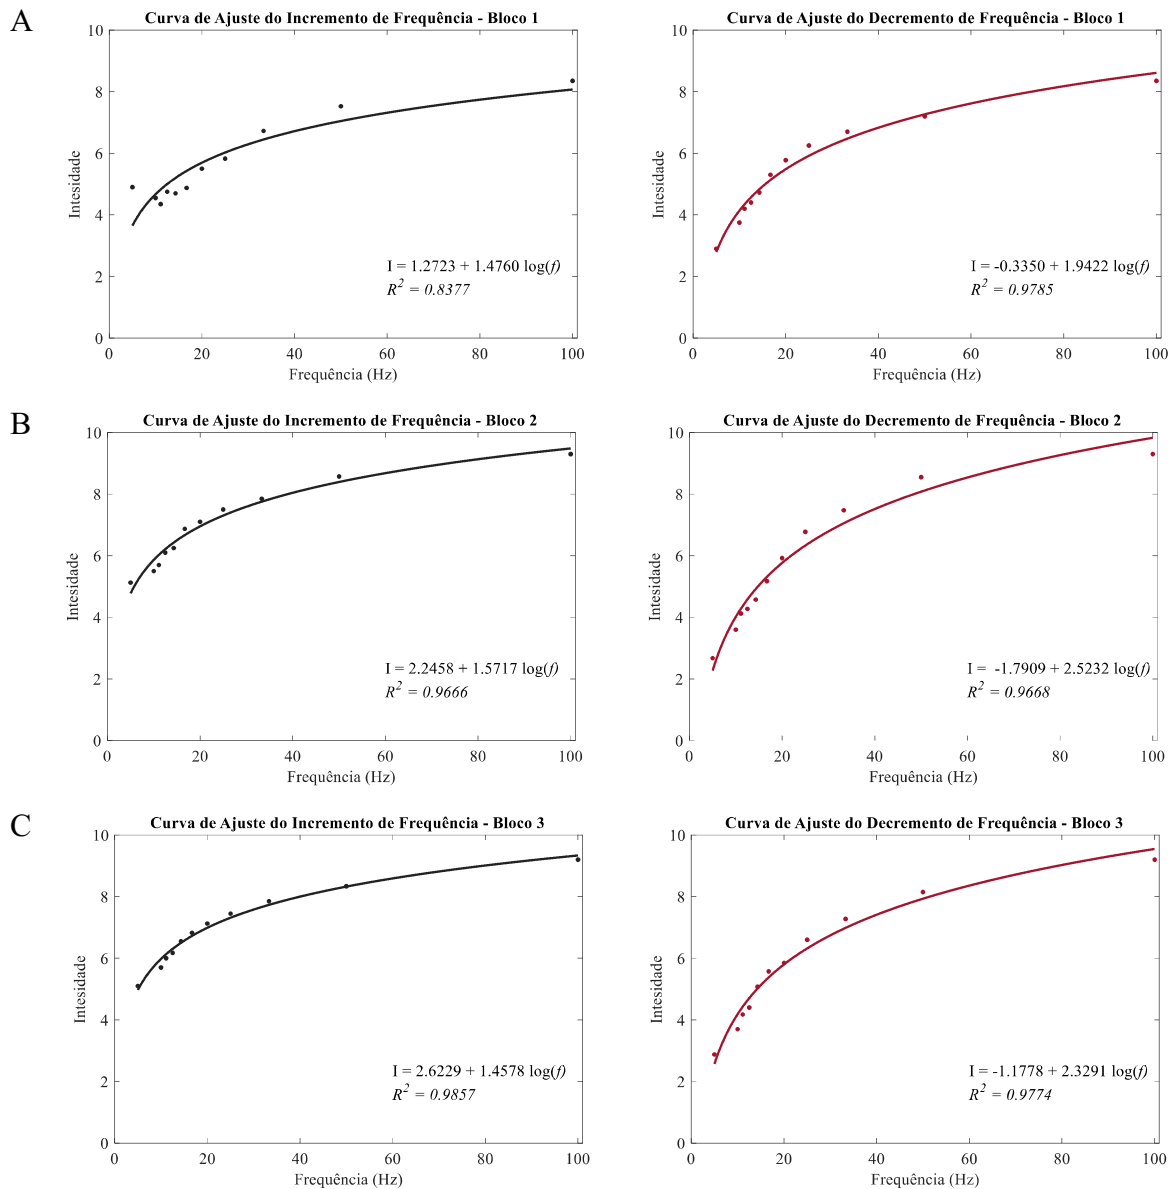 A
Curva de Ajuste do Incremento de Frequência - Bloco 1
10
8
6
4
2
0
Intesidade
I = 1.2723 + 1.4760 log(f)
R² = 0.8377
0 20 40 60 80 100
Frequência (Hz)
Curva de Ajuste do Decremento de Frequência - Bloco 1
10
8
6
4
2
0
Intesidade
I = -0.3350 + 1.9422 log(f)
R² = 0.9785
0 20 40 60 80 100
Frequência (Hz)
B
Curva de Ajuste do Incremento de Frequência - Bloco 2
10
8
6
4
2
0
Intesidade
I = 2.2458 + 1.5717 log(f)
R² = 0.9666
0 20 40 60 80 100
Frequência (Hz)
Curva de Ajuste do Decremento de Frequência - Bloco 2
10
8
6
4
2
0
Intesidade
I = -1.7909 + 2.5232 log(f)
R² = 0.9668
0 20 40 60 80 100
Frequência (Hz)
C
Curva de Ajuste do Incremento de Frequência - Bloco 3
10
8
6
4
2
0
Intesidade
I = 2.6229 + 1.4578 log(f)
R² = 0.9857
0 20 40 60 80 100
Frequência (Hz)
Curva de Ajuste do Decremento de Frequência - Bloco 3
10
8
6
4
2
0
Intesidade
I = -1.1778 + 2.3291 log(f)
R² = 0.9774
0 20 40 60 80 100
Frequência (Hz)